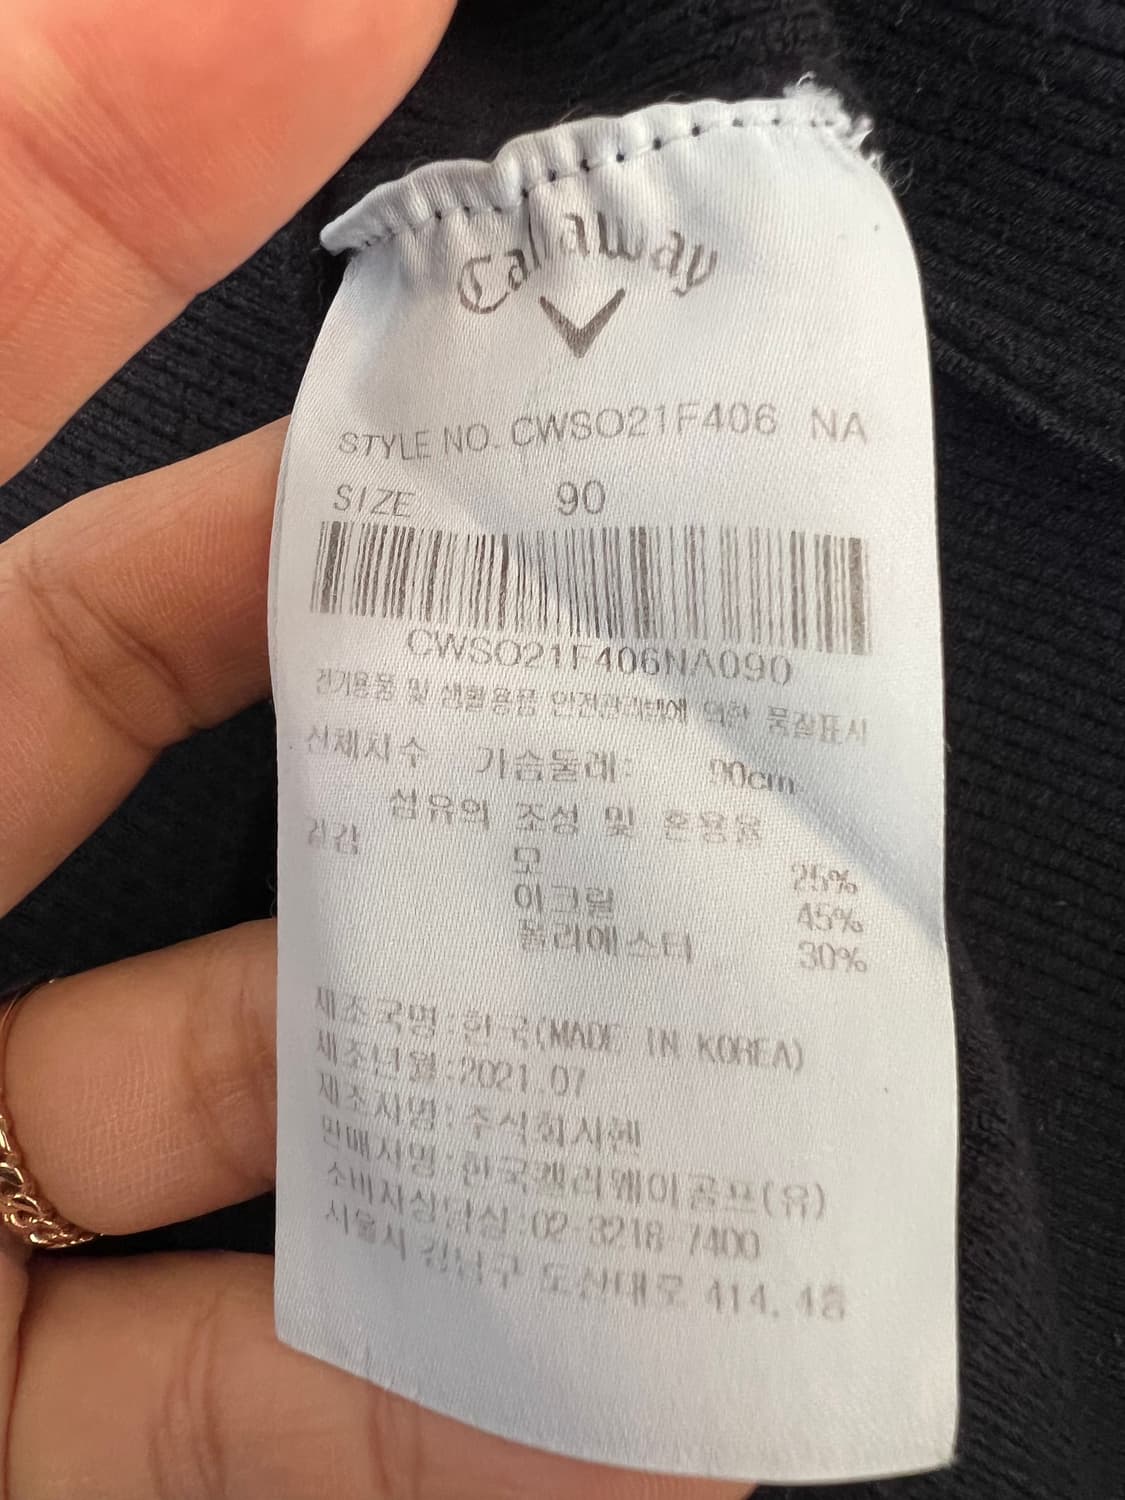 Callaway
STYLE NO. CWSO21F406 NA
SIZE 90
CWSO21F406NA090
전기용품 및 생활용품 안전관리법에 의한 품질표시
신체치수 가슴둘레: 90cm
섬유의 조성 및 혼용율
겉감
모 25%
아크릴 45%
폴리에스터 30%
제조국명:한국(MADE IN KOREA)
제조년월:2021.07
제조자명:주식회사
판매자명:한국캘러웨이골프(유)
소비자상담실:02-3218-7400
서울시 강남구 도산대로 414, 4층